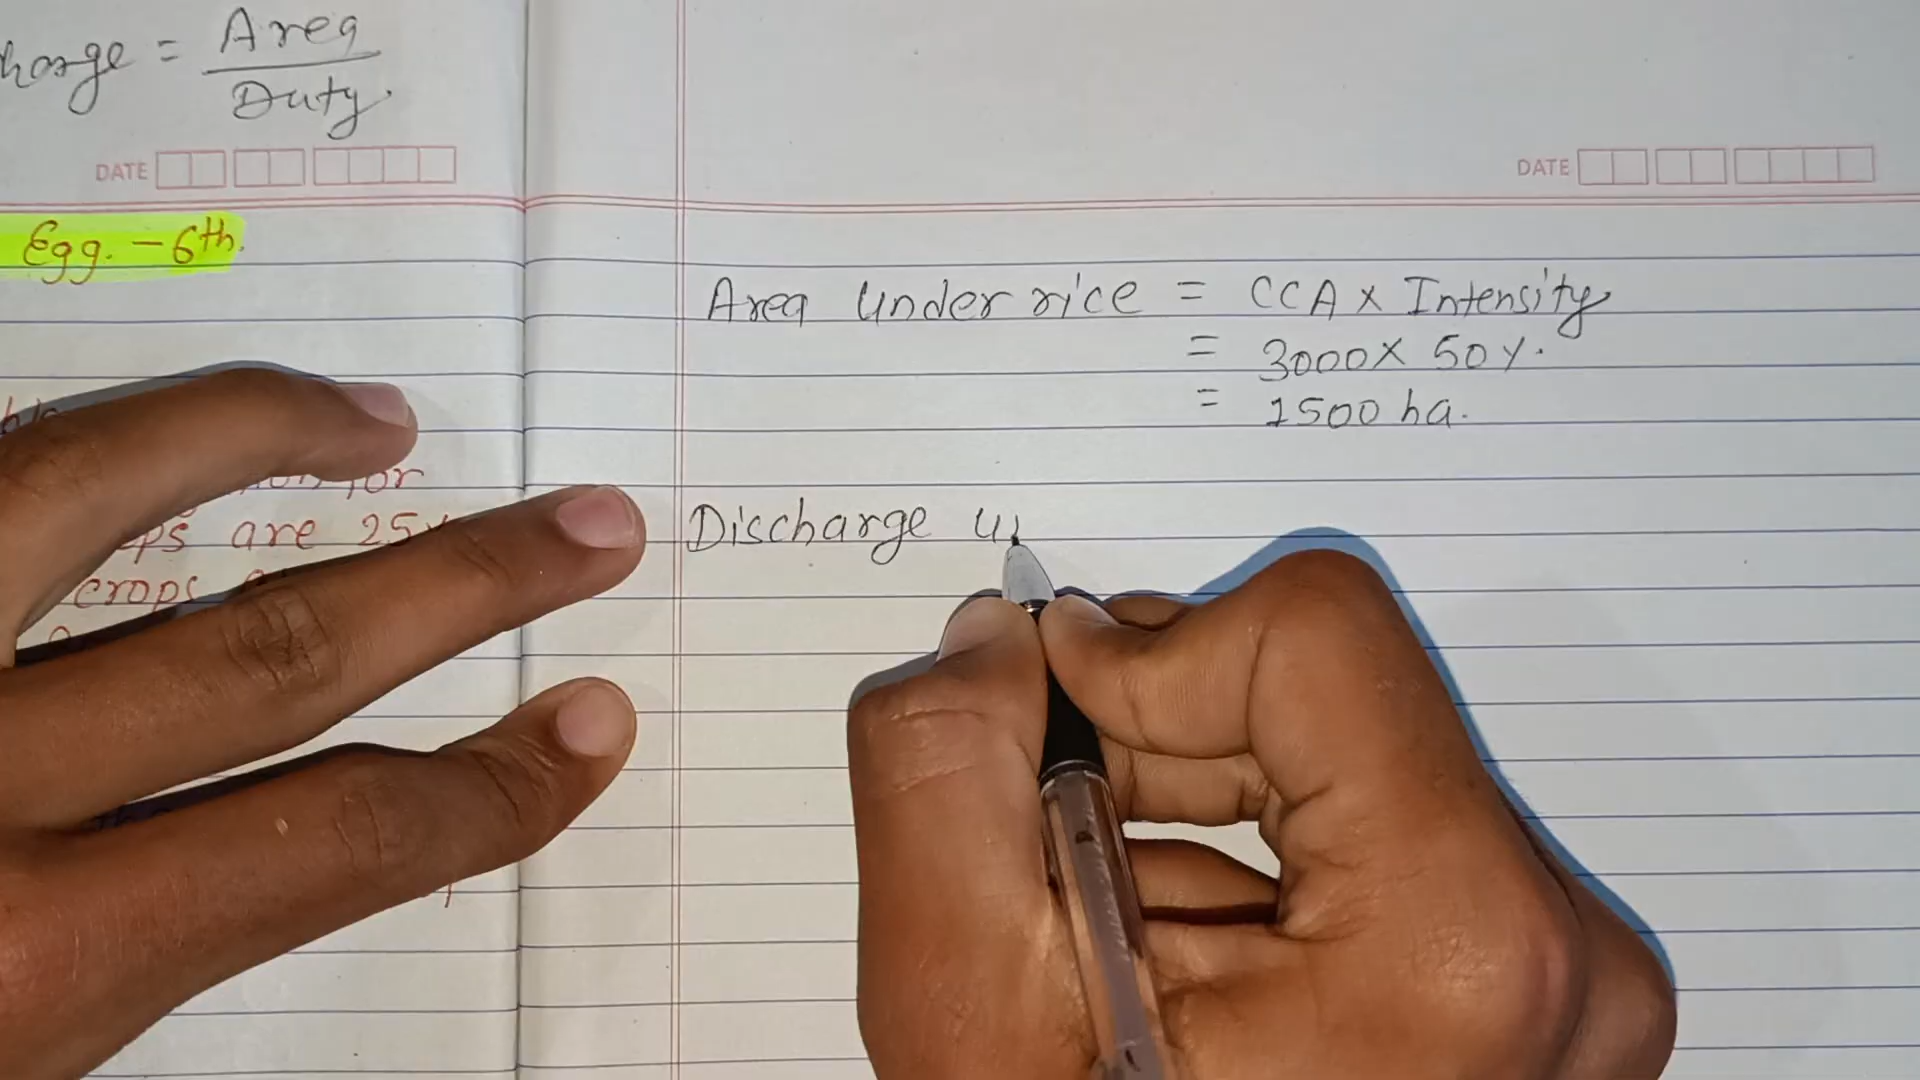 harge = Area
Duty.
DATE
DATE
Egg. - 6th.
for
ps are 25%
crops
Area Under rice = CCA X Intensity
= 3000 X 50 %.
= 1500 ha.
Discharge u